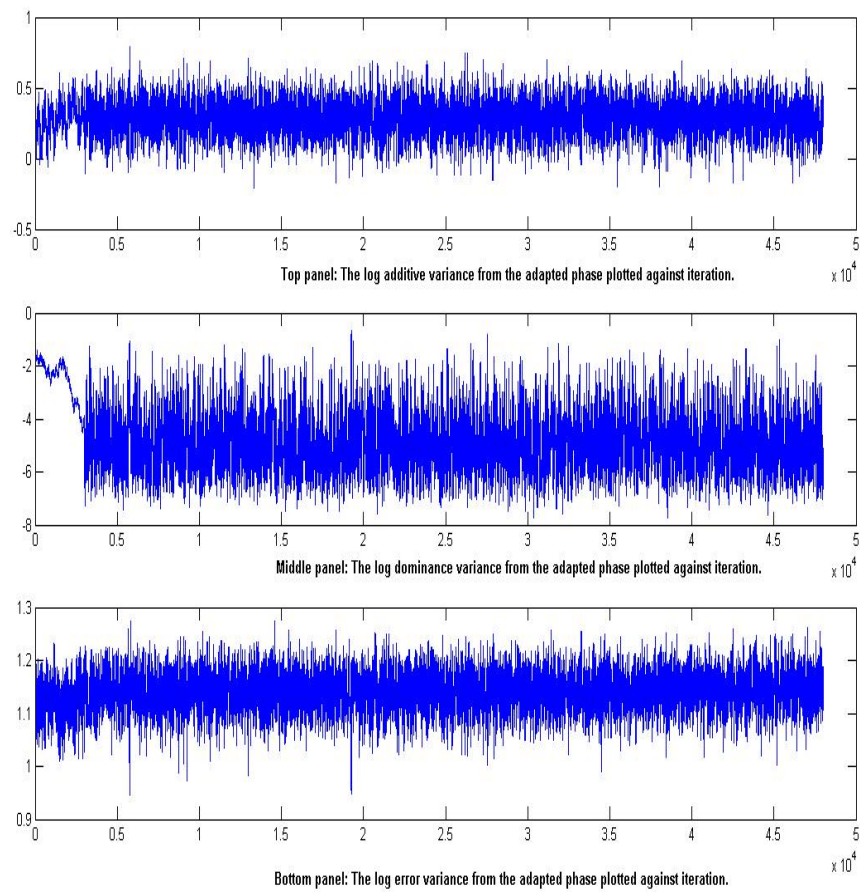 1
0.5
0
-0.5
0 0.5 1 1.5 2 2.5 3 3.5 4 4.5 5
x 10^4
Top panel: The log additive variance from the adapted phase plotted against iteration.
0
-2
-4
-6
-8
0 0.5 1 1.5 2 2.5 3 3.5 4 4.5 5
x 10^4
Middle panel: The log dominance variance from the adapted phase plotted against iteration.
1.3
1.2
1.1
1
0.9
0 0.5 1 1.5 2 2.5 3 3.5 4 4.5 5
x 10^4
Bottom panel: The log error variance from the adapted phase plotted against iteration.